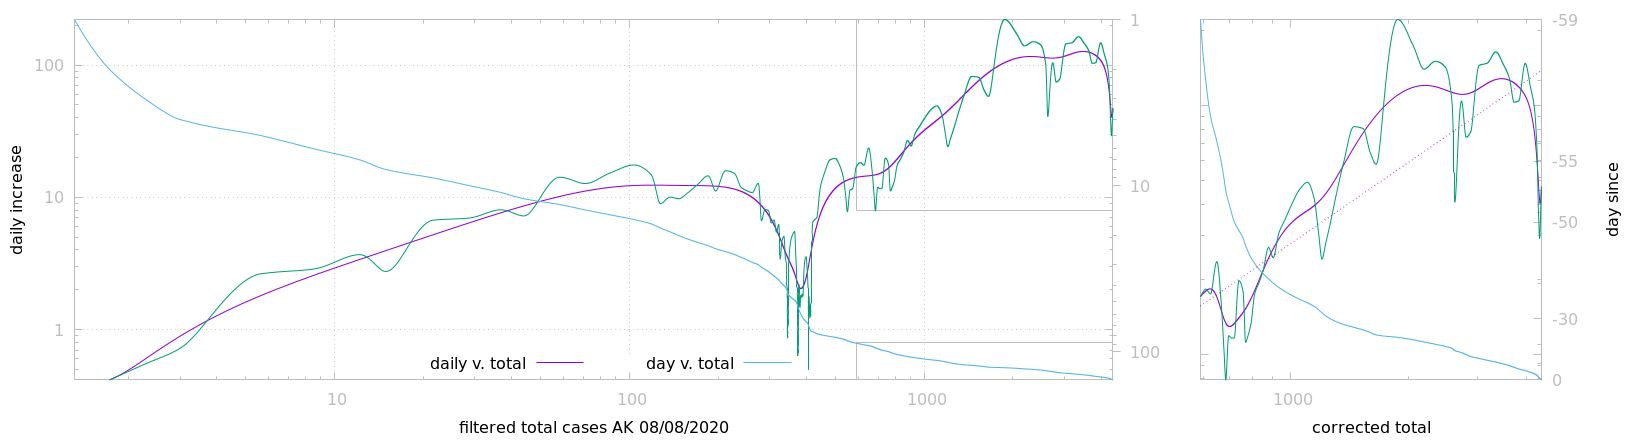 1
-59
100
daily increase
10
1
10
100
-55
-50
-30
0
day since
daily v. total
day v. total
10
100
1000
1000
filtered total cases AK 08/08/2020
corrected total